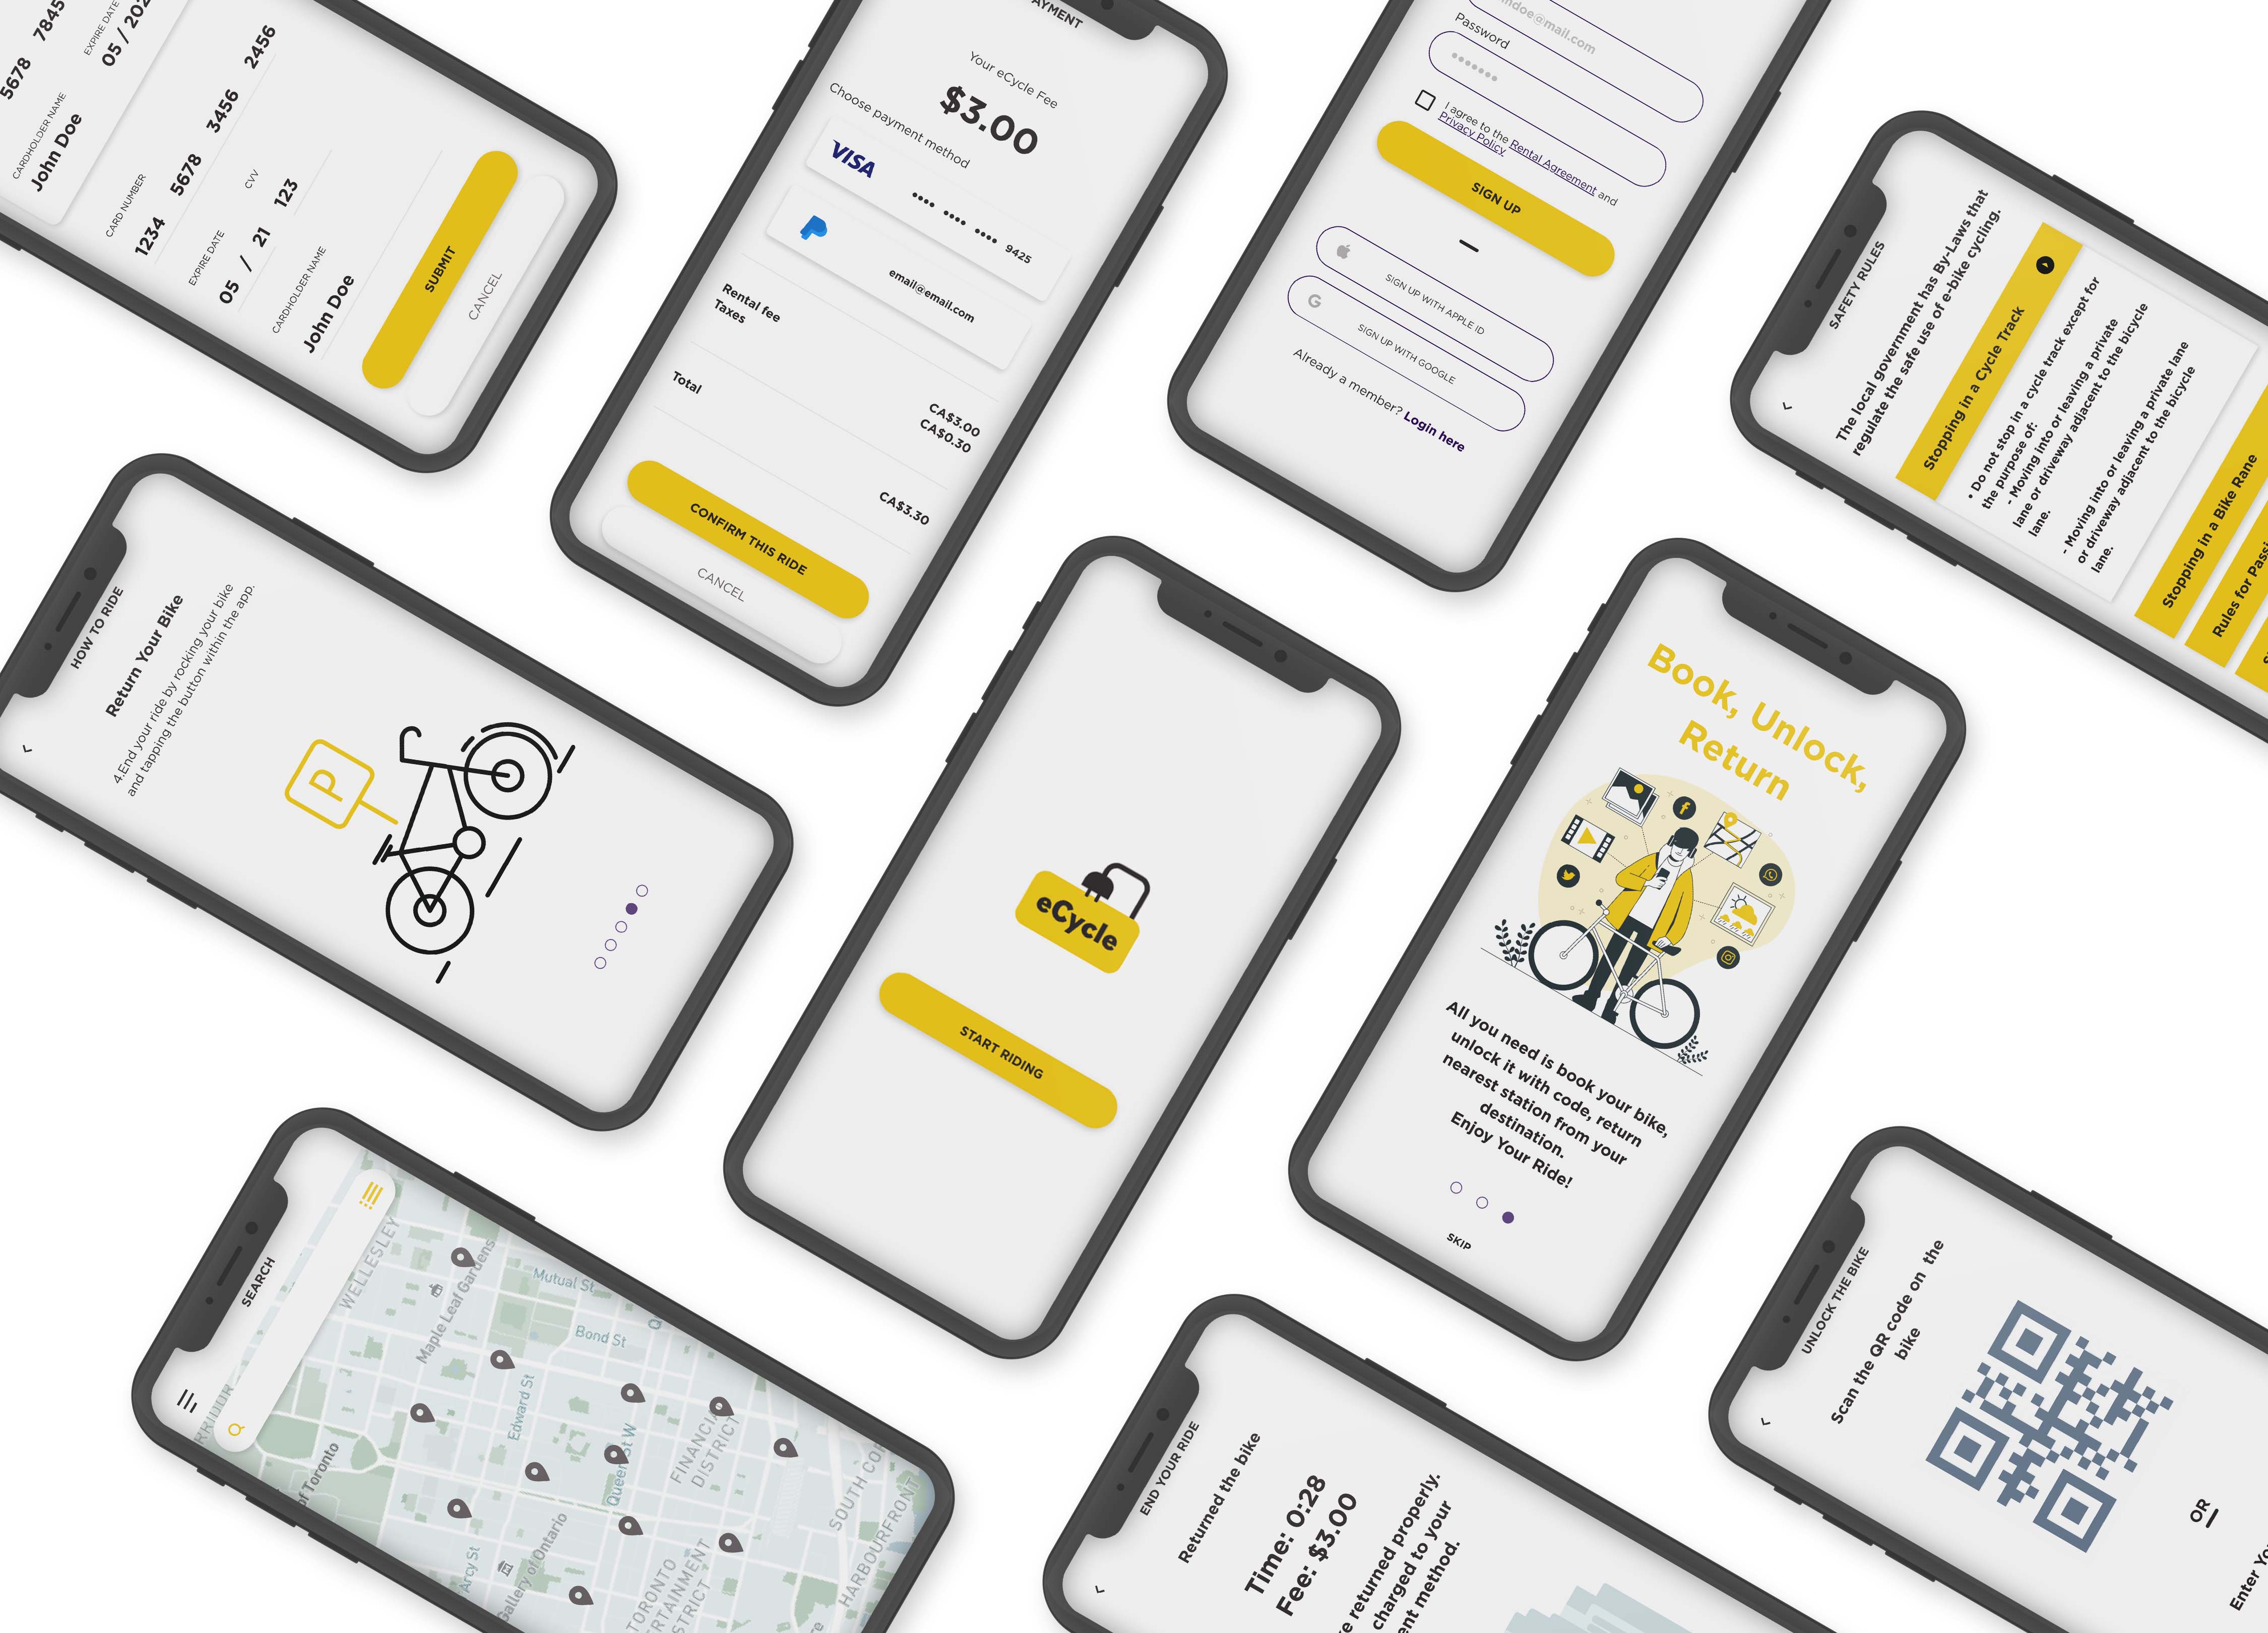 5678
7845
CARDHOLDER NAME
John Doe
EXPIRE DATE
05 / 202
CARD NUMBER
1234 5678 3456 2456
EXPIRE DATE
CVV
05 / 21
123
CARDHOLDER NAME
John Doe
SUBMIT
CANCEL
AYMENT
Your eCycle Fee
$3.00
Choose payment method
VISA
•••• •••• •••• 9425
email@email.com
Rental fee
CA$3.00
Taxes
CA$0.30
Total
CA$3.30
CONFIRM THIS RIDE
CANCEL
ndoe@mail.com
Password
I agree to the Rental Agreement and
Privacy Policy
SIGN UP
SIGN UP WITH APPLE ID
G
SIGN UP WITH GOOGLE
Already a member? Login here
SAFETY RULES
The local government has By-Laws that
regulate the safe use of e-bike cycling.
Stopping in a Cycle Track
• Do not stop in a cycle track except for
the purpose of:
- Moving into or leaving a private
lane or driveway adjacent to the bicycle
lane.
- Moving into or leaving a private lane
or driveway adjacent to the bicycle
lane.
Stopping in a Bike Rane
Rules for Passi
HOW TO RIDE
Return Your Bike
4.End your ride by rocking your bike
and tapping the button within the app.
P
eCycle
START RIDING
Book, Unlock,
Return
All you need is book your bike,
unlock it with code, return
nearest station from your
destination.
Enjoy Your Ride!
SKIP
SEARCH
WELLESLEY
Maple Leaf Gardens
Mutual St
Bond St
Edward St
Queen St W
FINANCIAL
DISTRICT
of Toronto
Arcy St
Gallery of Ontario
TORONTO
ERTAINMENT
STRICT
SOUTH CO
HARBOURFRONT
END YOUR RIDE
Returned the bike
Time: 0:28
Fee: $3.00
e returned properly.
charged to your
ent method.
UNLOCK THE BIKE
Scan the QR code on the
bike
OR
Enter Yo